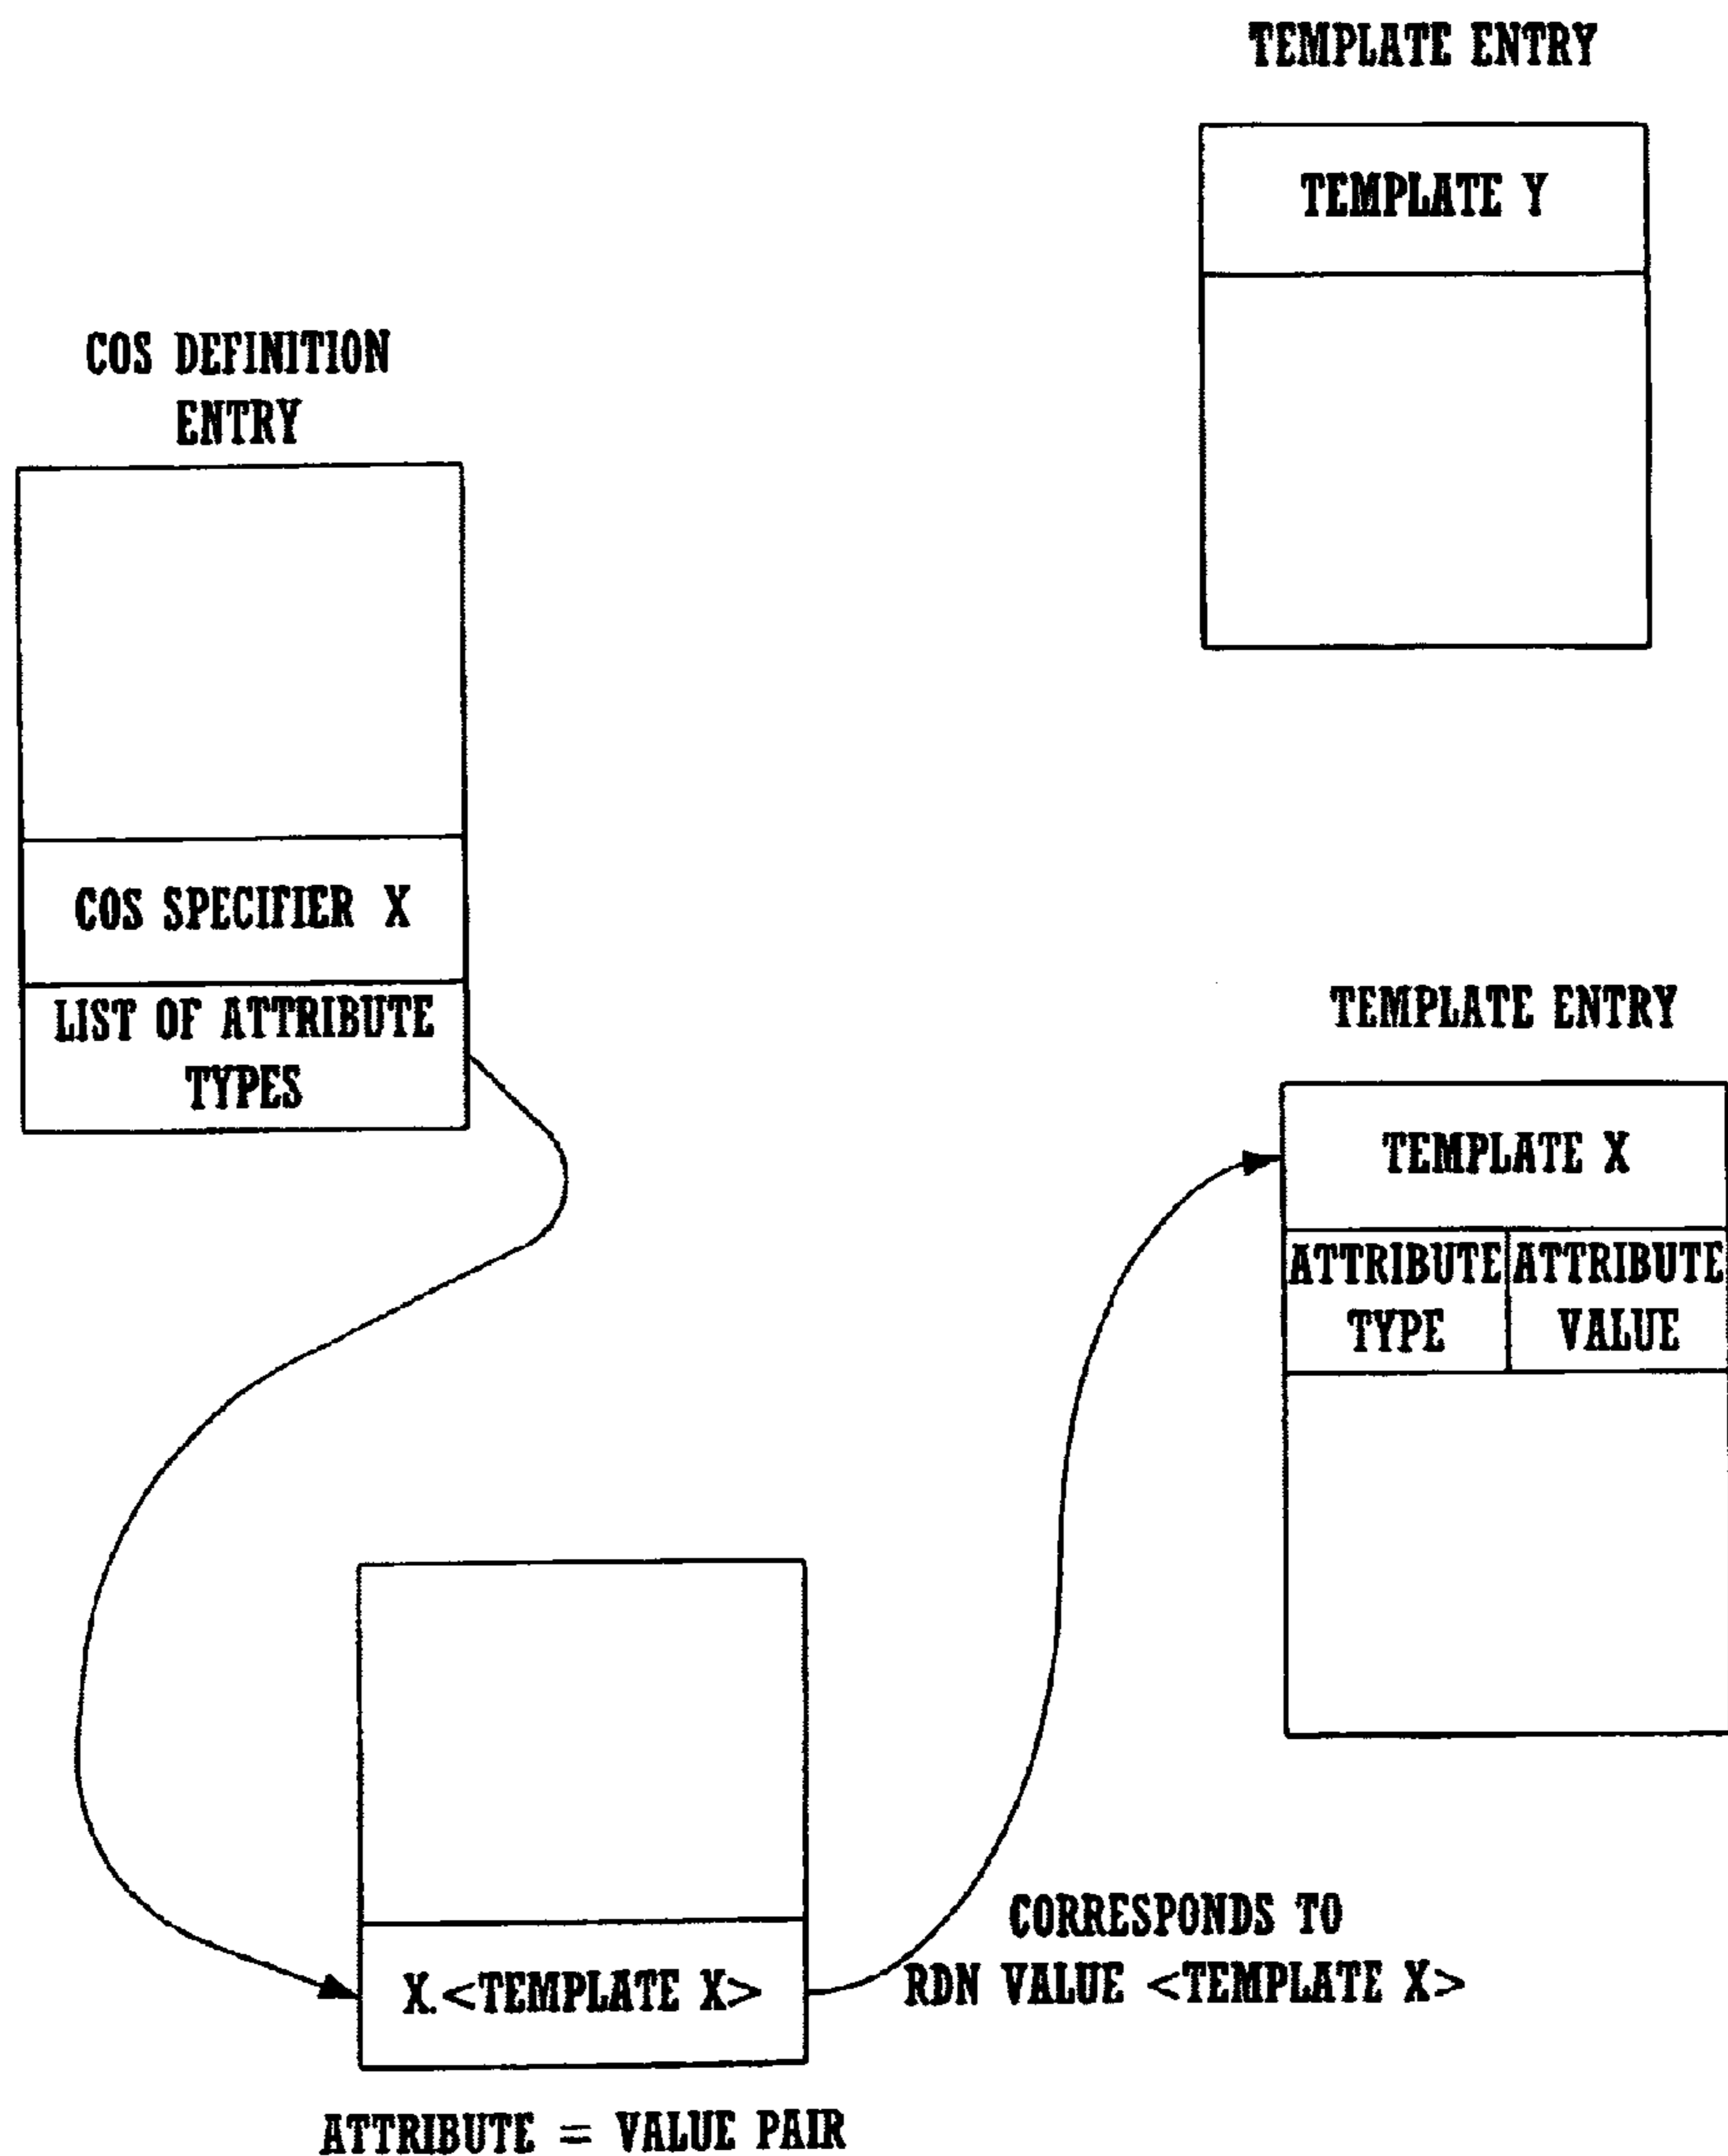 TEMPLATE ENTRY
TEMPLATE Y
COS DEFINITION
ENTRY
COS SPECIFIER X
LIST OF ATTRIBUTE
TYPES
TEMPLATE ENTRY
TEMPLATE X
ATTRIBUTE
TYPE
ATTRIBUTE
VALUE
X.<TEMPLATE X>
CORRESPONDS TO
RDN VALUE <TEMPLATE X>
ATTRIBUTE = VALUE PAIR